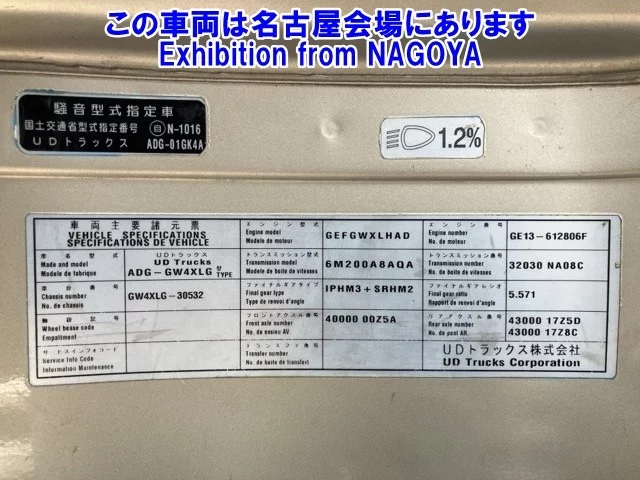 この車両は名古屋会場にあります
Exhibition from NAGOYA
騒音型式指定車
国土交通省型式指定番号 自 N-1016
UDトラックス ADG-01GK4A
1.2%
車両主要諸元票
VEHICLE SPECIFICATIONS
SPECIFICATIONS DE VEHICLE
エンジン型式
Engine model
Modele de moteur
GEFGWXLHAD
エンジン番号
Engine number
No. de moteur
GE13-612806F
車名型式
Made and model
Modele de fabrique
UDトラックス
UD Trucks
ADG-GW4XLG 型 TYPE
トランスミッション型式
Transmission model
Modele de boite de vitesses
6M200A8AQA
トランスミッション番号
Transmission number
No. de boite de vitesses
32030 NA08C
車台番号
Chassis number
No. de chassis
GW4XLG-30532
ファイナルギアタイプ
Final gear type
Type de renvoi d'angle
IPHM3+SRHM2
ファイナルギアレシオ
Final gear ratio
Rapport de renvoi d'angle
5.571
軸距記号
Wheel bease code
Empattment
フロントアクスル番号
Front axle number
No. de essieu AV.
40000 00Z5A
リアアクスル番号
Rear axle number
No. de pont AR.
43000 17Z5D
43000 17Z8C
サービスインフォコード
Service Info Code
Information Maintenance
トランスファ番号
Transfer number
No. de boite de transfert
UDトラックス株式会社
UD Trucks Corporation